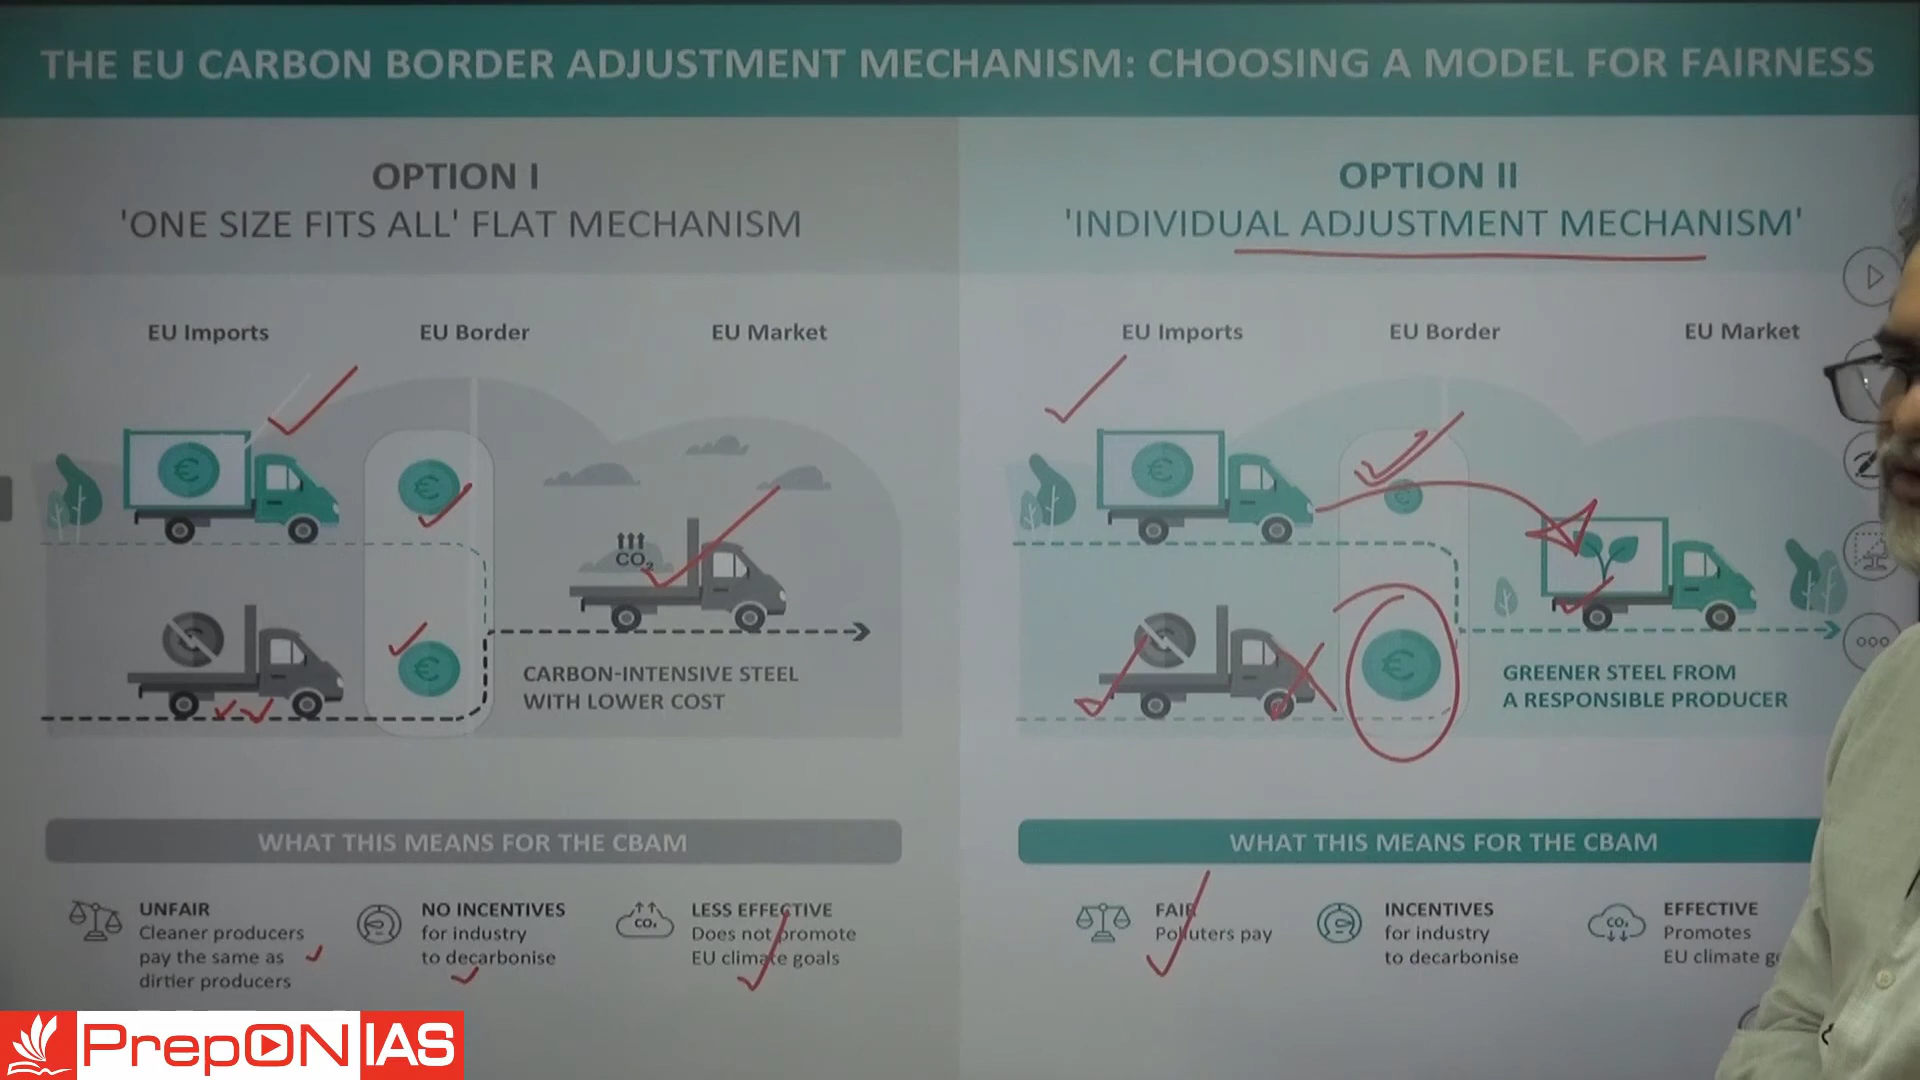 THE EU CARBON BORDER ADJUSTMENT MECHANISM: CHOOSING A MODEL FOR FAIRNESS
OPTION I
'ONE SIZE FITS ALL' FLAT MECHANISM
EU Imports
EU Border
EU Market
€
€
CO₂
€
CARBON-INTENSIVE STEEL
WITH LOWER COST
WHAT THIS MEANS FOR THE CBAM
UNFAIR
Cleaner producers
pay the same as
dirtier producers
NO INCENTIVES
for industry
to decarbonise
CO₂
LESS EFFECTIVE
Does not promote
EU climate goals
OPTION II
'INDIVIDUAL ADJUSTMENT MECHANISM'
EU Imports
EU Border
EU Market
€
€
€
GREENER STEEL FROM
A RESPONSIBLE PRODUCER
WHAT THIS MEANS FOR THE CBAM
FAIR
Polluters pay
INCENTIVES
for industry
to decarbonise
CO₂
EFFECTIVE
Promotes
EU climate
PrepON IAS